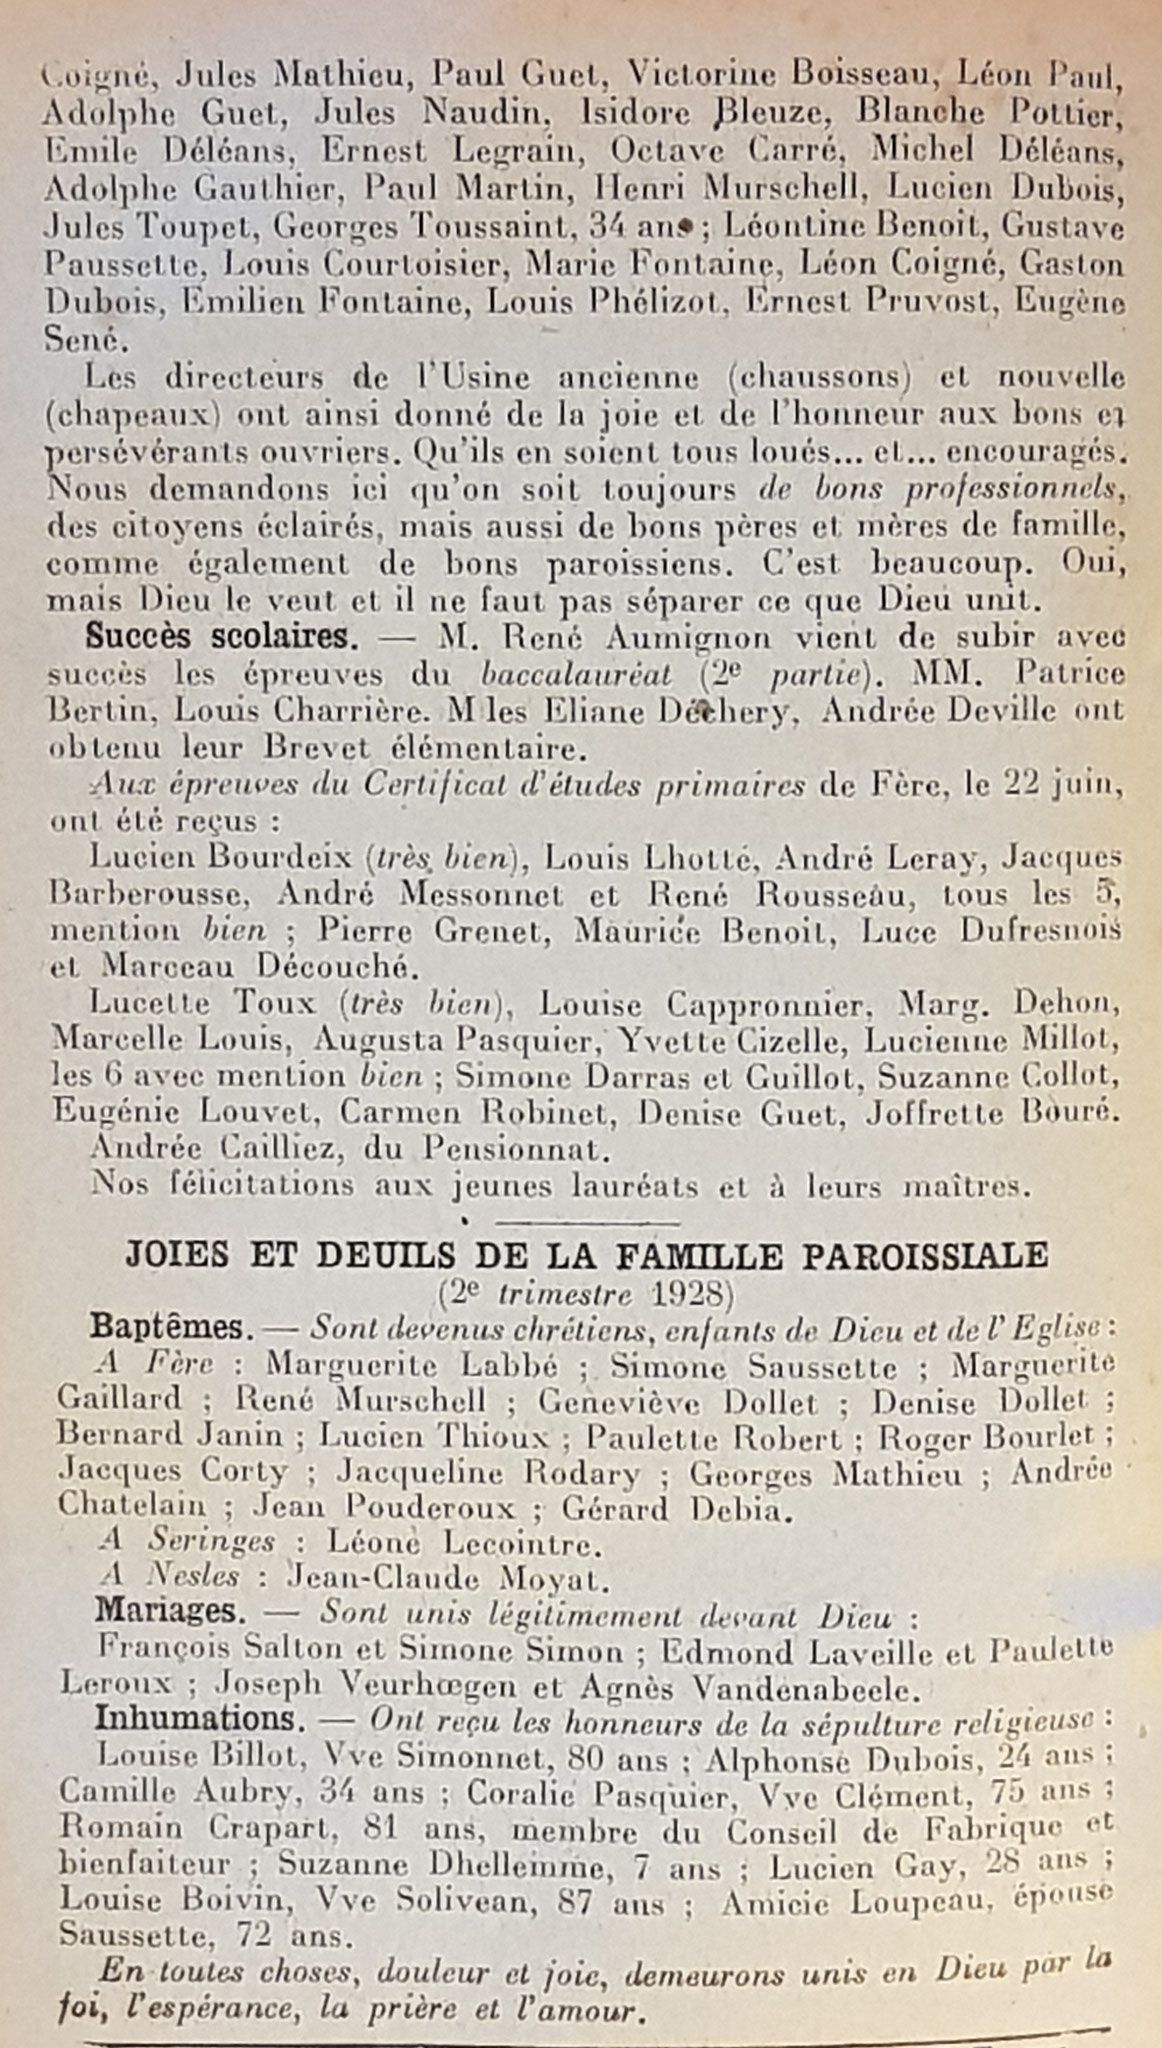 Coigné, Jules Mathieu, Paul Guet, Victorine Boisseau, Léon Paul,
Adolphe Guet, Jules Naudin, Isidore Bleuze, Blanche Pottier,
Emile Déléans, Ernest Legrain, Octave Carré, Michel Déléans,
Adolphe Gauthier, Paul Martin, Henri Murschell, Lucien Dubois,
Jules Toupet, Georges Toussaint, 34 ans ; Léontine Benoit, Gustave
Paussette, Louis Courtoisier, Marie Fontaine, Léon Coigné, Gaston
Dubois, Emilien Fontaine, Louis Phélizot, Ernest Pruvost, Eugène
Sené.
Les directeurs de l'Usine ancienne (chaussons) et nouvelle
(chapeaux) ont ainsi donné de la joie et de l'honneur aux bons et
persévérants ouvriers. Qu'ils en soient tous loués... et... encouragés.
Nous demandons ici qu'on soit toujours de bons professionnels,
des citoyens éclairés, mais aussi de bons pères et mères de famille,
comme également de bons paroissiens. C'est beaucoup. Oui,
mais Dieu le veut et il ne faut pas séparer ce que Dieu unit.
Succès scolaires. — M. René Aumignon vient de subir avec
succès les épreuves du baccalauréat (2e partie). MM. Patrice
Bertin, Louis Charrière. M les Eliane Déchery, Andrée Deville ont
obtenu leur Brevet élémentaire.
Aux épreuves du Certificat d'études primaires de Fère, le 22 juin,
ont été reçus :
Lucien Bourdeix (très bien), Louis Lhotté, André Leray, Jacques
Barberousse, André Messonnet et René Rousseau, tous les 5,
mention bien ; Pierre Grenet, Maurice Benoit, Luce Dufresnois
et Marceau Découché.
Lucette Toux (très bien), Louise Cappronnier, Marg. Dehon,
Marcelle Louis, Augusta Pasquier, Yvette Cizelle, Lucienne Millot,
les 6 avec mention bien ; Simone Darras et Guillot, Suzanne Collot,
Eugénie Louvet, Carmen Robinet, Denise Guet, Joffrette Bouré.
Andrée Cailliez, du Pensionnat.
Nos félicitations aux jeunes lauréats et à leurs maîtres.
JOIES ET DEUILS DE LA FAMILLE PAROISSIALE
(2e trimestre 1928)
Baptêmes. — Sont devenus chrétiens, enfants de Dieu et de l'Eglise :
A Fère : Marguerite Labbé ; Simone Saussette ; Marguerite
Gaillard ; René Murschell ; Geneviève Dollet ; Denise Dollet ;
Bernard Janin ; Lucien Thioux ; Paulette Robert ; Roger Bourlet ;
Jacques Corty ; Jacqueline Rodary ; Georges Mathieu ; Andrée
Chatelain ; Jean Pouderoux ; Gérard Debia.
A Seringes : Léone Lecointre.
A Nesles : Jean-Claude Moyat.
Mariages. — Sont unis légitimement devant Dieu :
François Salton et Simone Simon ; Edmond Laveille et Paulette
Leroux ; Joseph Veurhœgen et Agnès Vandenabeele.
Inhumations. — Ont reçu les honneurs de la sépulture religieuse :
Louise Billot, Vve Simonnet, 80 ans ; Alphonse Dubois, 24 ans ;
Camille Aubry, 34 ans ; Coralie Pasquier, Vve Clément, 75 ans ;
Romain Crapart, 81 ans, membre du Conseil de Fabrique et
bienfaiteur ; Suzanne Dhellemme, 7 ans ; Lucien Gay, 28 ans ;
Louise Boivin, Vve Solivean, 87 ans ; Amicie Loupeau, épouse
Saussette, 72 ans.
En toutes choses, douleur et joie, demeurons unis en Dieu par la
foi, l'espérance, la prière et l'amour.